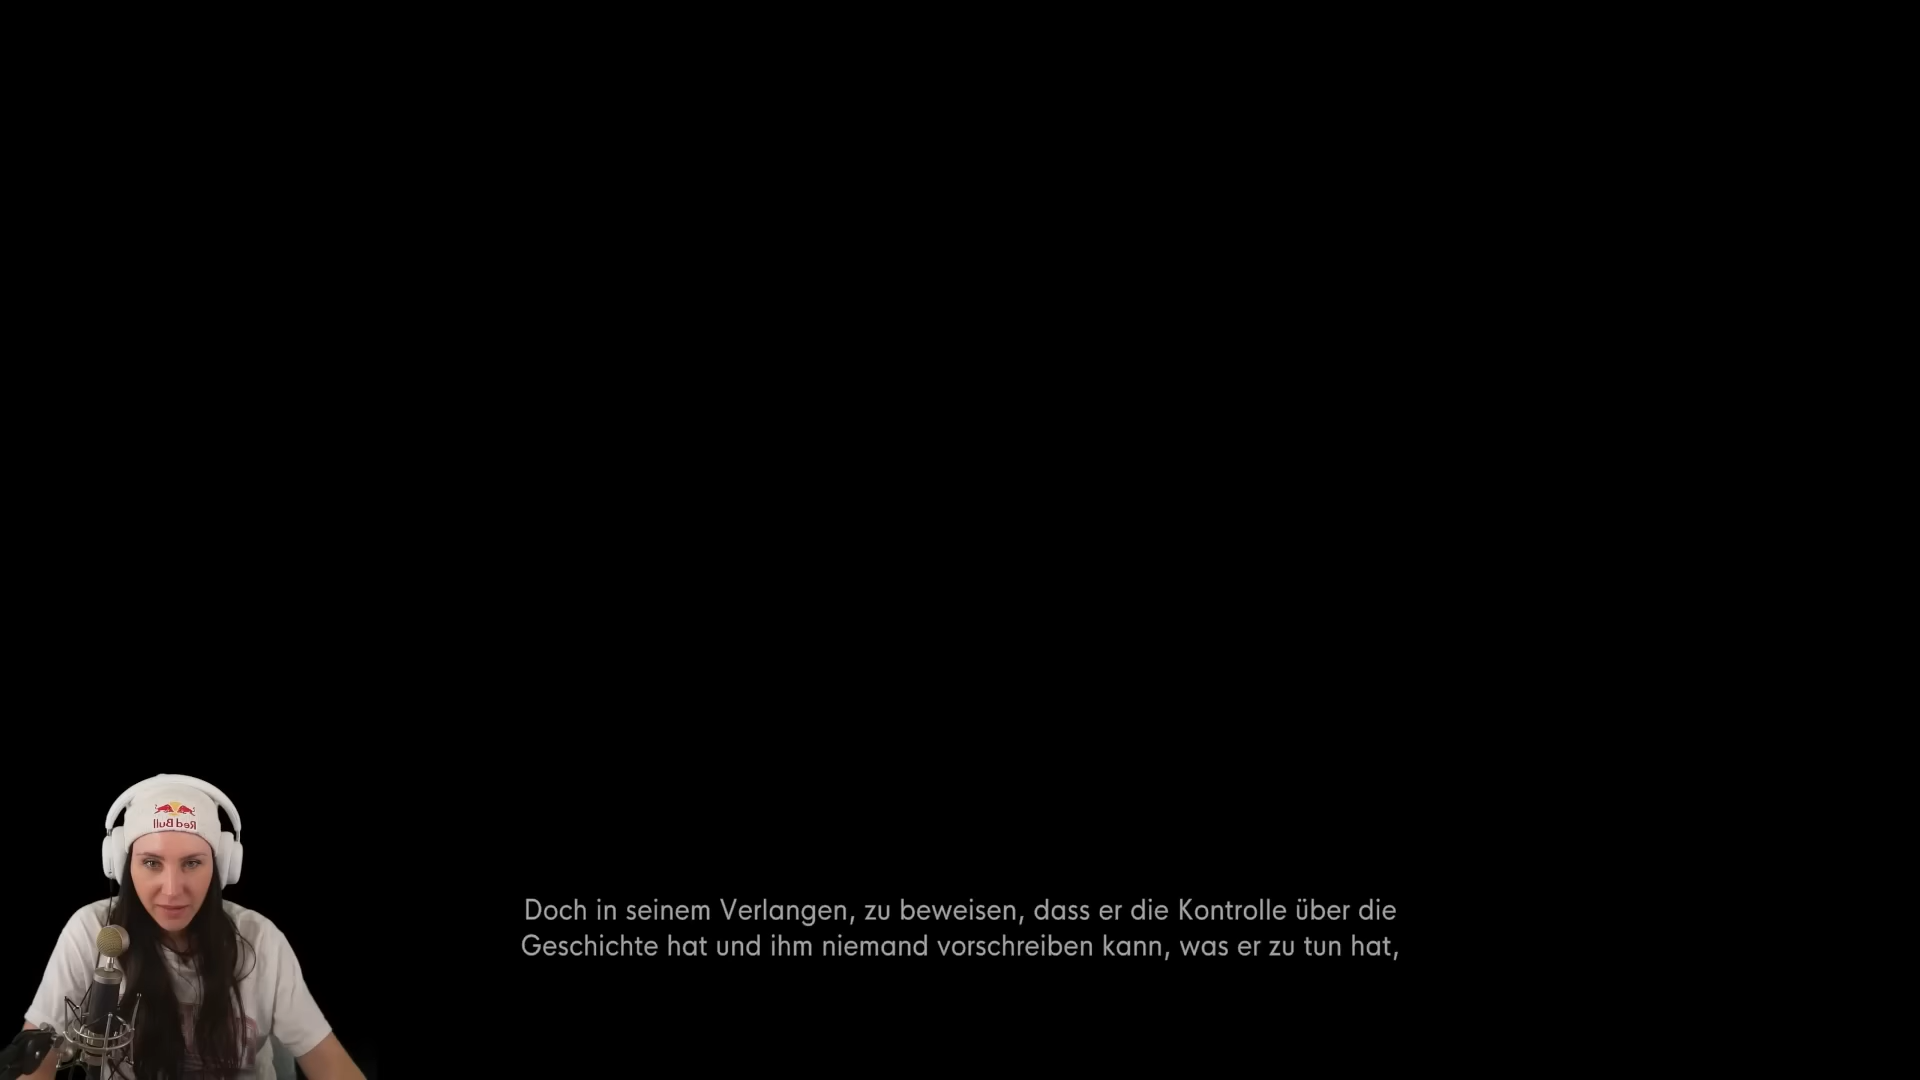 Red Bull
Doch in seinem Verlangen, zu beweisen, dass er die Kontrolle über die
Geschichte hat und ihm niemand vorschreiben kann, was er zu tun hat,